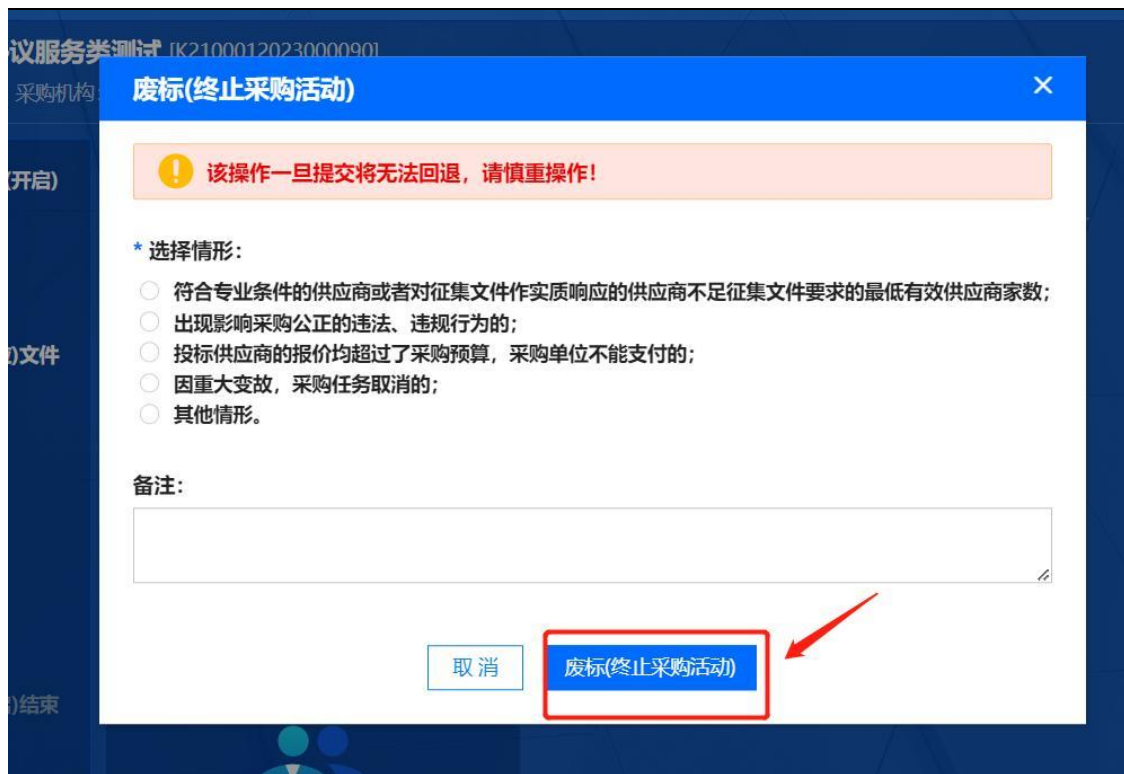 议服务类测试 [K2100012023000090]
采购机构:
废标(终止采购活动)
(开启)
该操作一旦提交将无法回退，请慎重操作！
* 选择情形：
符合专业条件的供应商或者对征集文件作实质响应的供应商不足征集文件要求的最低有效供应商家数；
出现影响采购公正的违法、违规行为的；
投标供应商的报价均超过了采购预算，采购单位不能支付的；
)文件
因重大变故，采购任务取消的；
其他情形。
备注：
取 消
废标(终止采购活动)
)结束